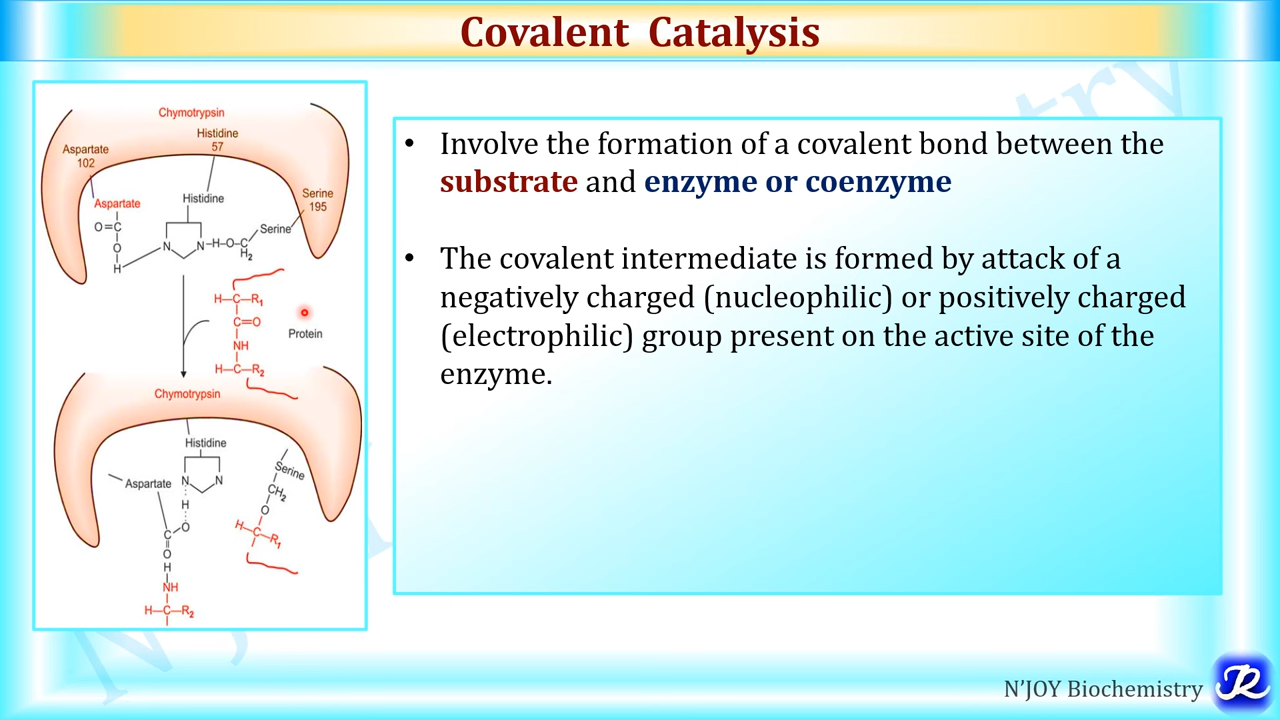 Covalent Catalysis
Chymotrypsin
Histidine
57
Aspartate
102
Serine
195
Aspartate
Histidine
Serine
O=C
O
H
N
N-H-O-C
H2
H-C-R1
C=O
NH
H-C-R2
Protein
Chymotrypsin
Histidine
Aspartate
N
N
H
O
C
O
H
NH
H-C-R2
Serine
CH2
O
H-C-R1
• Involve the formation of a covalent bond between the
substrate and enzyme or coenzyme
• The covalent intermediate is formed by attack of a
negatively charged (nucleophilic) or positively charged
(electrophilic) group present on the active site of the
enzyme.
N'JOY Biochemistry
JR